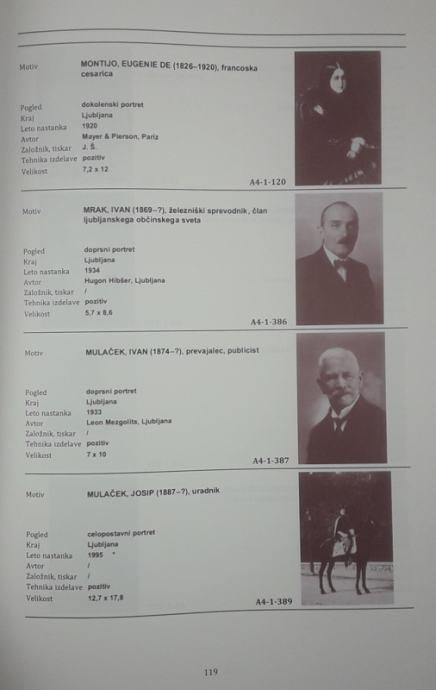 Motiv MONTIJO, EUGENIE DE (1826–1920), francoska
cesarica
Pogled dokolenski portret
Kraj Ljubljana
Leto nastanka 1920
Avtor Mayer & Pierson, Pariz
Založnik, tiskar J. Š.
Tehnika izdelave pozitiv
Velikost 7,2 x 12
A4-1-120
Motiv MRAK, IVAN (1869–?), železniški sprevodnik, član
ljubljanskega občinskega sveta
Pogled doprsni portret
Kraj Ljubljana
Leto nastanka 1934
Avtor Hugon Hibšer, Ljubljana
Založnik, tiskar /
Tehnika izdelave pozitiv
Velikost 5,7 x 8,6
A4-1-386
Motiv MULAČEK, IVAN (1874–?), prevajalec, publicist
Pogled doprsni portret
Kraj Ljubljana
Leto nastanka 1933
Avtor Leon Mezgolits, Ljubljana
Založnik, tiskar /
Tehnika izdelave pozitiv
Velikost 7 x 10
A4-1-387
Motiv MULAČEK, JOSIP (1887–?), uradnik
Pogled celopostavni portret
Kraj Ljubljana
Leto nastanka 1995 *
Avtor /
Založnik, tiskar /
Tehnika izdelave pozitiv
Velikost 12,7 x 17,8
A4-1-389
119